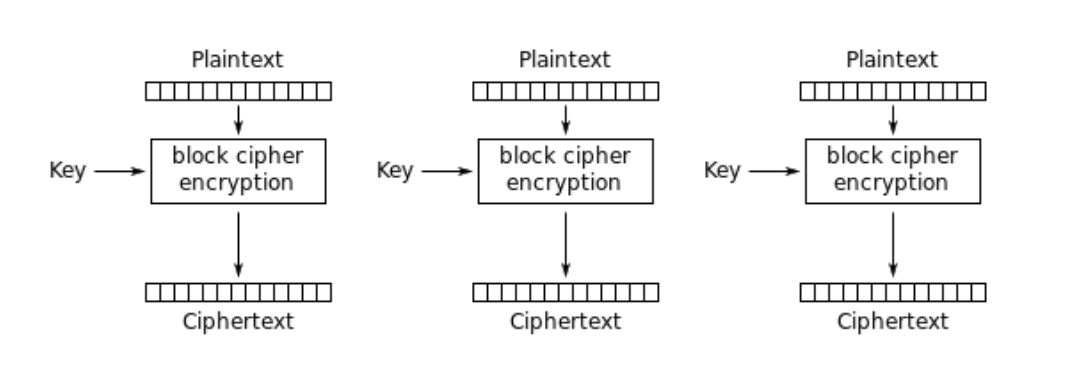 Plaintext
Plaintext
Plaintext
Key
block cipher
encryption
Key
block cipher
encryption
Key
block cipher
encryption
Ciphertext
Ciphertext
Ciphertext